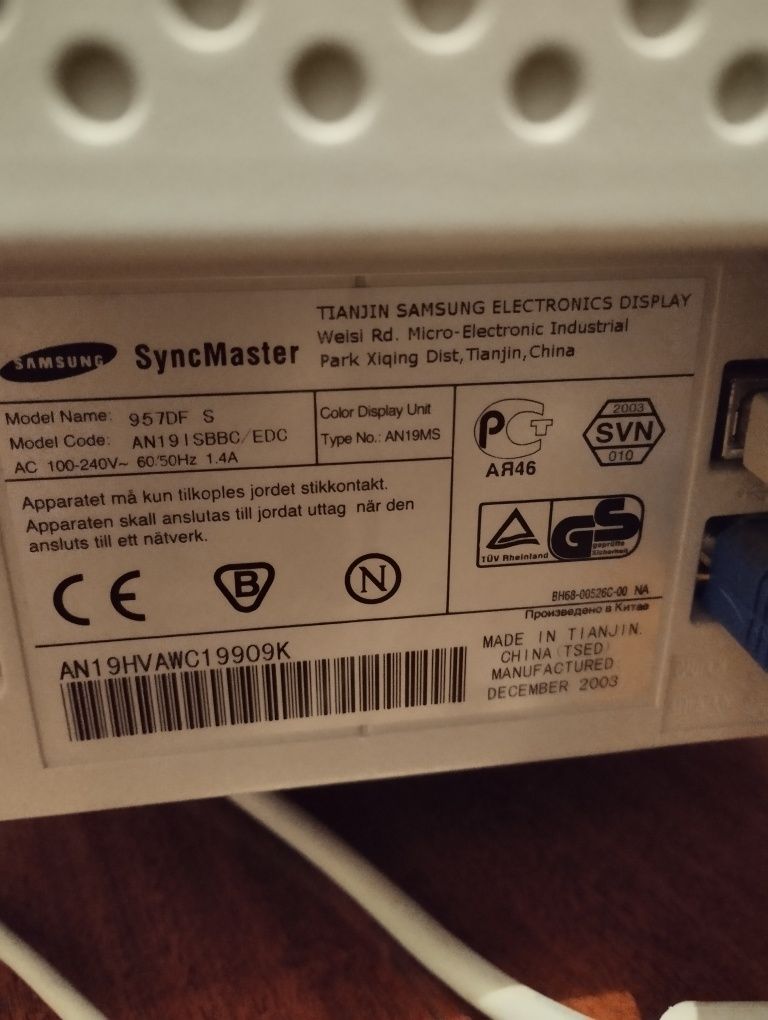 SAMSUNG SyncMaster
TIANJIN SAMSUNG ELECTRONICS DISPLAY
Weisi Rd. Micro-Electronic Industrial
Park Xiqing Dist, Tianjin, China
Model Name: 957DF S
Model Code: AN19ISBBC/EDC
AC 100-240V~ 60/50Hz 1.4A
Color Display Unit
Type No.: AN19MS
Apparatet må kun tilkoples jordet stikkontakt.
Apparaten skall anslutas till jordat uttag när den
ansluts till ett nätverk.
CE B N
РСТ
АЯ46
2003
SVN
010
TÜV Rheinland
GS
geprüfte
Sicherheit
BH68-00526C-00 NA
Произведено в Китае
AN19HVAWC19909K
MADE IN TIANJIN.
CHINA (TSED)
MANUFACTURED:
DECEMBER 2003